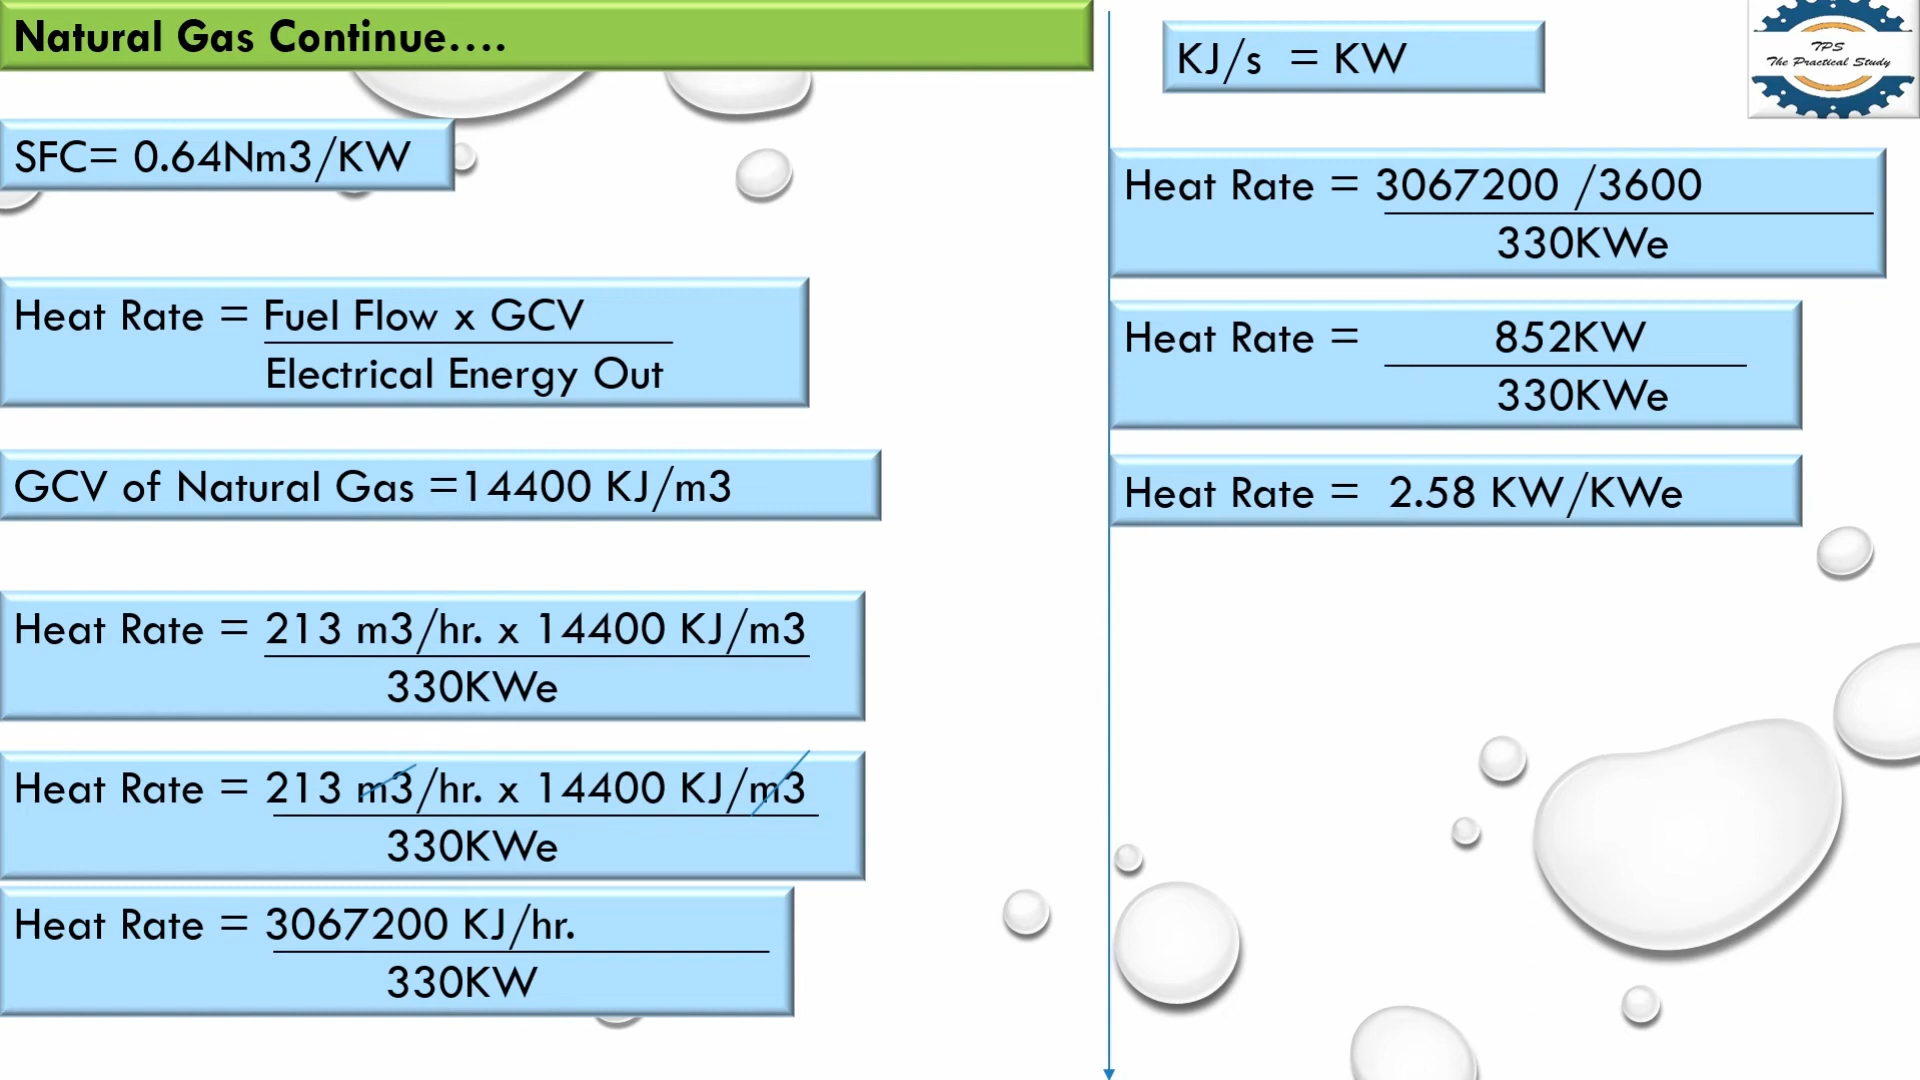 Natural Gas Continue....
SFC= 0.64Nm3/KW
Heat Rate = Fuel Flow x GCV
Electrical Energy Out
GCV of Natural Gas =14400 KJ/m3
Heat Rate = 213 m3/hr. x 14400 KJ/m3
330KWe
Heat Rate = 213 m3/hr. x 14400 KJ/m3
330KWe
Heat Rate = 3067200 KJ/hr.
330KW
KJ/s = KW
TPS
The Practical Study
Heat Rate = 3067200 /3600
330KWe
Heat Rate = 852KW
330KWe
Heat Rate = 2.58 KW/KWe